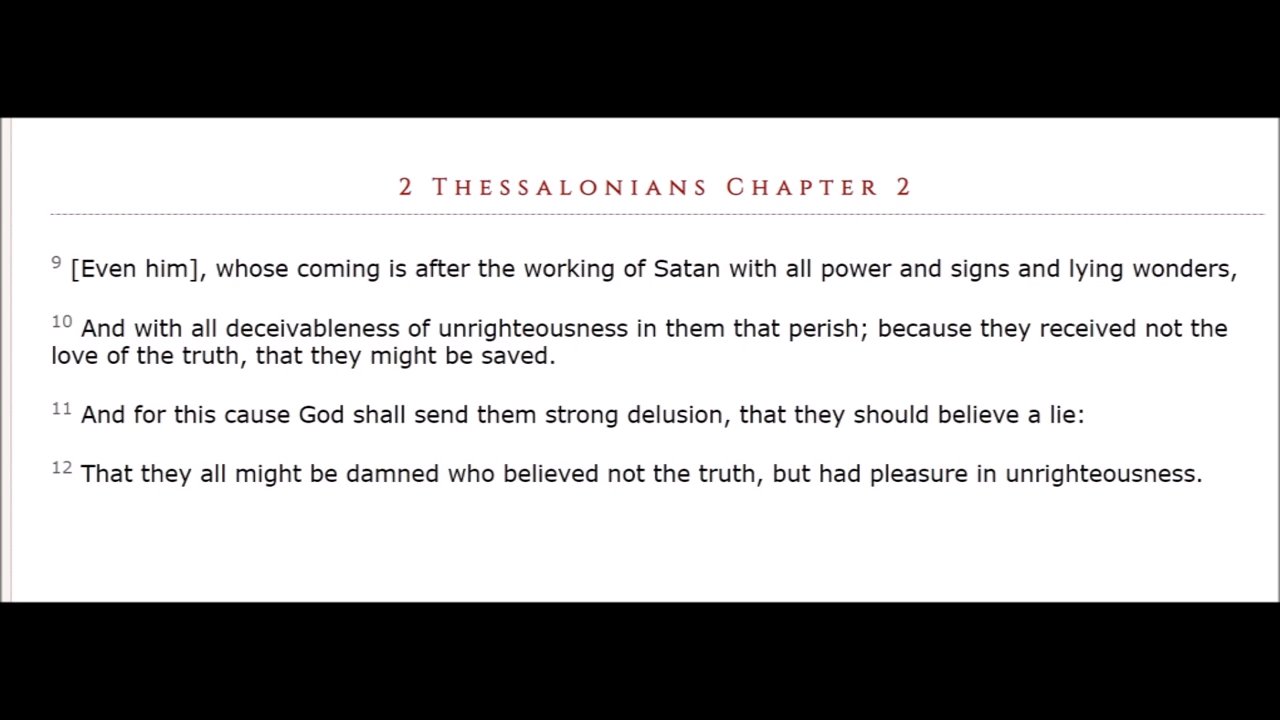 2 Thessalonians Chapter 2
9 [Even him], whose coming is after the working of Satan with all power and signs and lying wonders,
10 And with all deceivableness of unrighteousness in them that perish; because they received not the
love of the truth, that they might be saved.
11 And for this cause God shall send them strong delusion, that they should believe a lie:
12 That they all might be damned who believed not the truth, but had pleasure in unrighteousness.